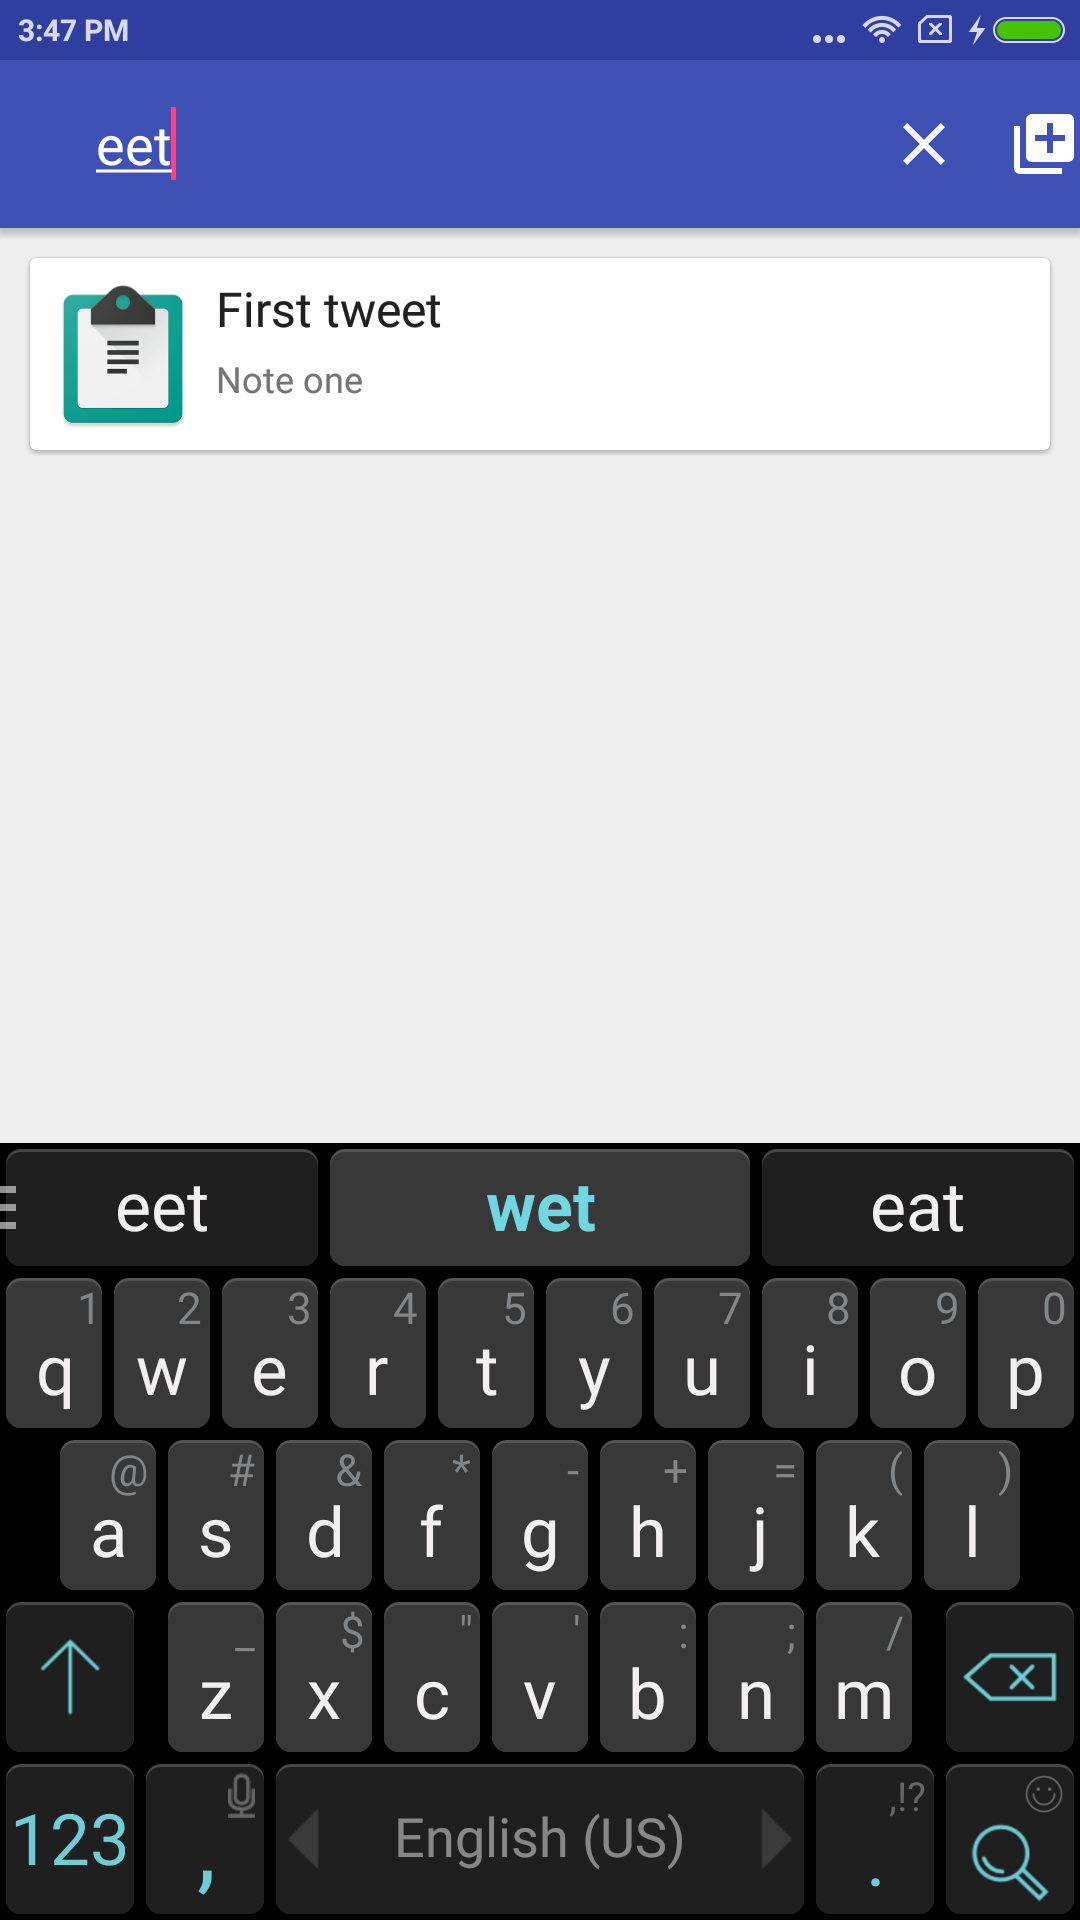 3:47 PM
eet
First tweet
Note one
eet wet eat
1 2 3 4 5 6 7 8 9 0
q w e r t y u i o p
@ # & * - + = ( )
a s d f g h j k l
_ $ " ' : ; /
z x c v b n m
,!?
123 , English (US) .